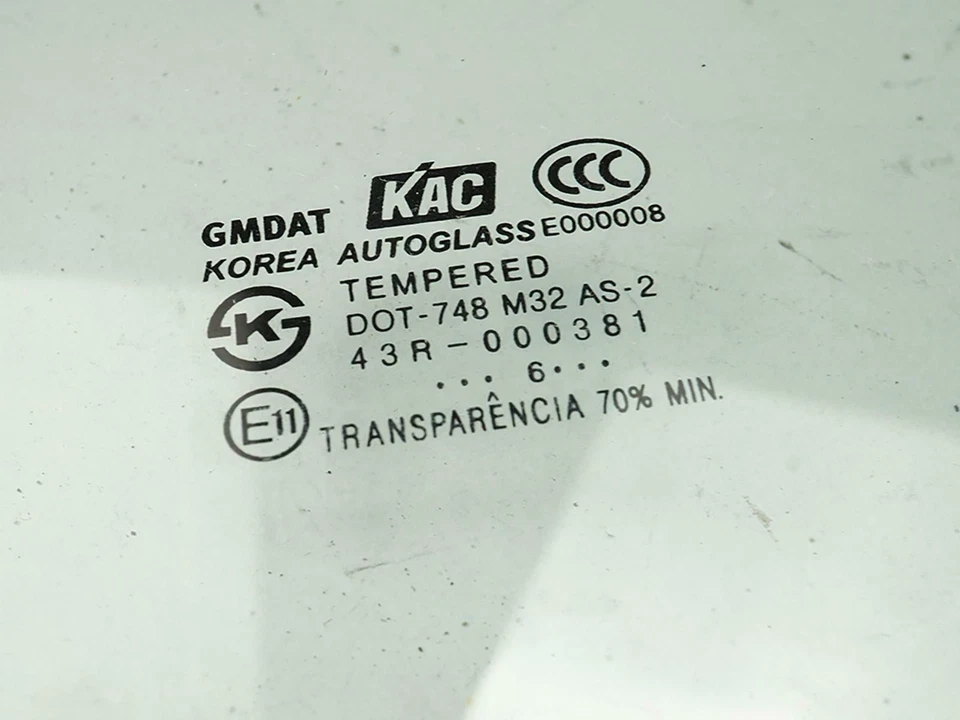 GMDAT KAC CCC
KOREA AUTOGLASS E000008
TEMPERED
DOT-748 M32 AS-2
K
43R-000381
... 6...
E11 TRANSPARÊNCIA 70% MIN.